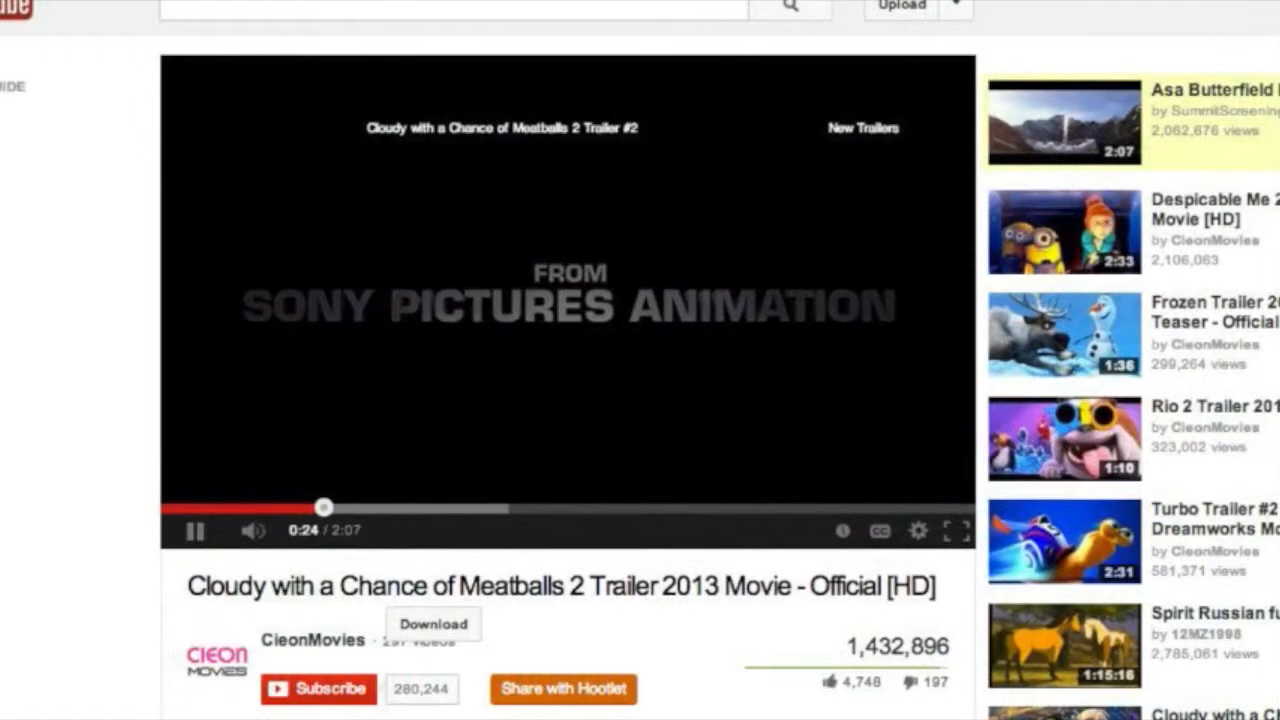 Upload
IDE
Cloudy with a Chance of Meatballs 2 Trailer #2
New Trailers
FROM
SONY PICTURES ANIMATION
0:24 / 2:07
CC
Cloudy with a Chance of Meatballs 2 Trailer 2013 Movie - Official [HD]
Download
CieonMovies
CIEON
MOVIES
1,432,896
4,748
197
Subscribe
280,244
Share with Hootlet
2:07
Asa Butterfield
by SummitScreening
2,062,676 views
2:33
Despicable Me 2
Movie [HD]
by CieonMovies
2,106,063
1:36
Frozen Trailer 20
Teaser - Official
by CieonMovies
299,264 views
1:10
Rio 2 Trailer 201
by CieonMovies
323,002 views
2:31
Turbo Trailer #2
Dreamworks Mo
by CieonMovies
581,371 views
1:15:16
Spirit Russian fu
by 12MZ1998
2,785,061 views
Cloudy with a Ch